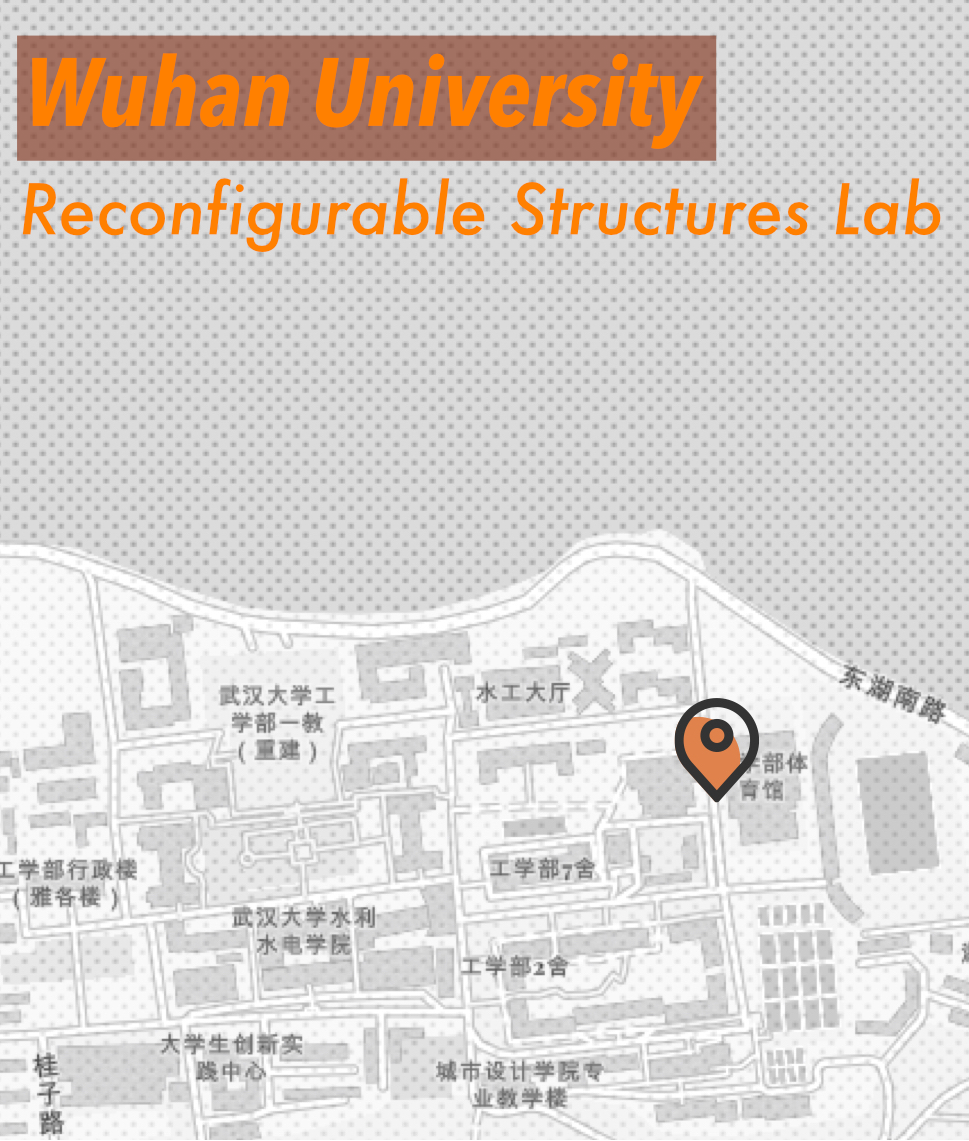 Wuhan University
Reconfigurable Structures Lab
东湖南路
武汉大学工
学部一教
(重建)
水工大厅
学部体
育馆
工学部行政楼
(雅各楼)
工学部7舍
武汉大学水利
水电学院
工学部2舍
大学生创新实
践中心
城市设计学院专
业教学楼
桂子路